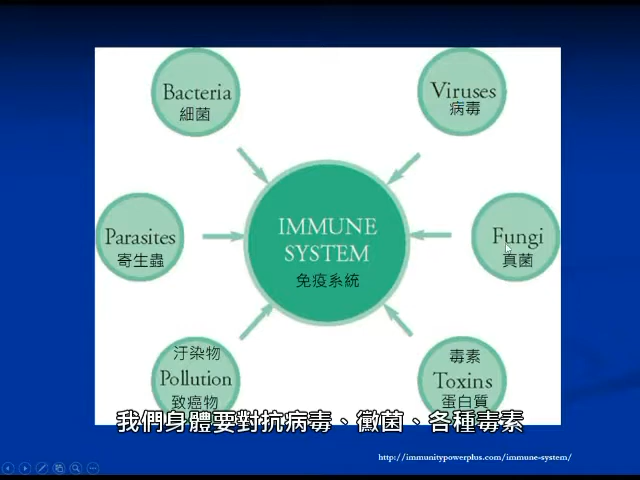 Bacteria
細菌
Viruses
病毒
IMMUNE
SYSTEM
免疫系統
Parasites
寄生蟲
Fungi
真菌
汙染物
Pollution
致癌物
毒素
Toxins
蛋白質
我們身體要對抗病毒、黴菌、各種毒素
http://immunitypowerplus.com/immune-system/